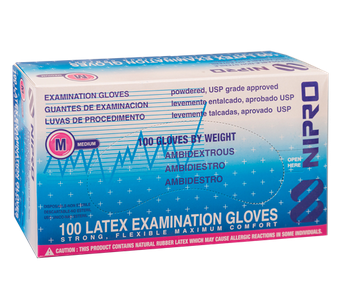 EXAMINATION GLOVES powdered, USP grade approved
GUANTES DE EXAMINACION levemente entalcado, aprobado USP
LUVAS DE PROCEDIMENTO levemente talcadas, aprovado USP
M MEDIUM
100 GLOVES BY WEIGHT
AMBIDEXTROUS
AMBIDIESTRO
AMBIDESTRO
OPEN HERE
NIPRO
100 LATEX EXAMINATION GLOVES
STRONG, FLEXIBLE MAXIMUM COMFORT
CAUTION : THIS PRODUCT CONTAINS NATURAL RUBBER LATEX WHICH MAY CAUSE ALLERGIC REACTIONS IN SOME INDIVIDUALS.